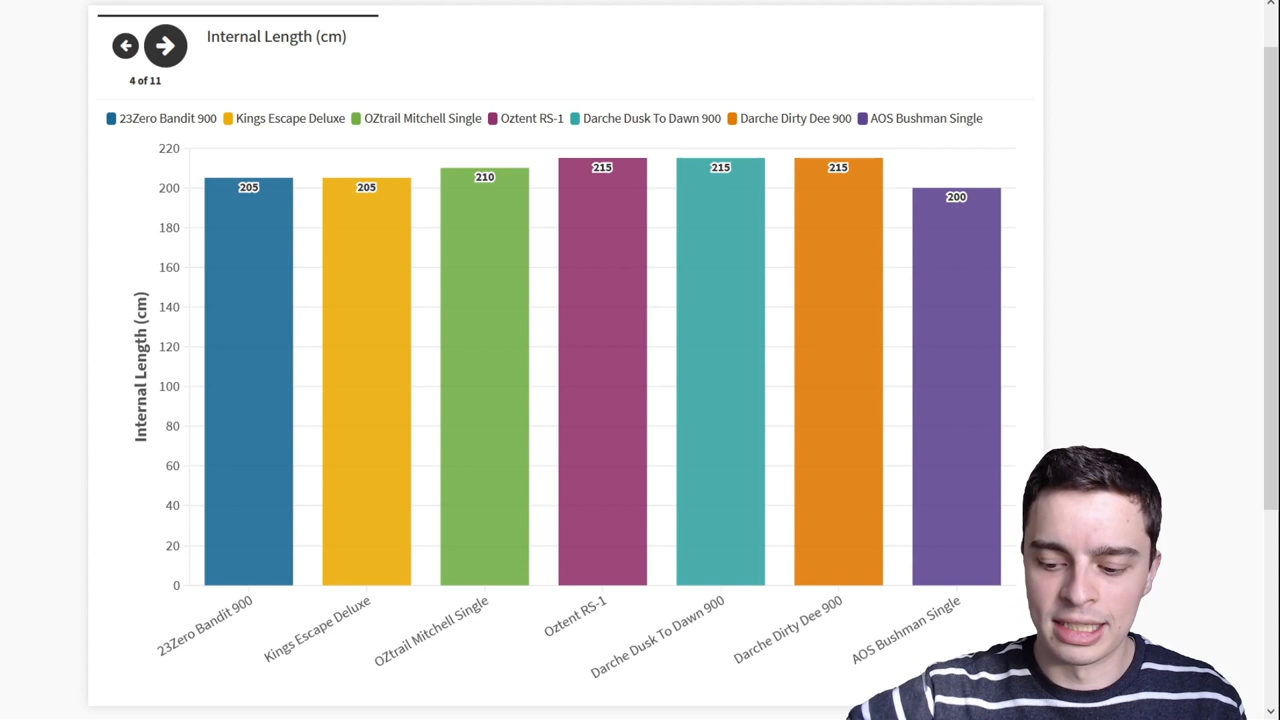 Internal Length (cm)
4 of 11
23Zero Bandit 900 Kings Escape Deluxe OZtrail Mitchell Single Oztent RS-1 Darche Dusk To Dawn 900 Darche Dirty Dee 900 AOS Bushman Single
220
200
180
160
140
120
100
80
60
40
20
0
Internal Length (cm)
205 205 210 215 215 215 200
23Zero Bandit 900
Kings Escape Deluxe
OZtrail Mitchell Single
Oztent RS-1
Darche Dusk To Dawn 900
Darche Dirty Dee 900
AOS Bushman Single